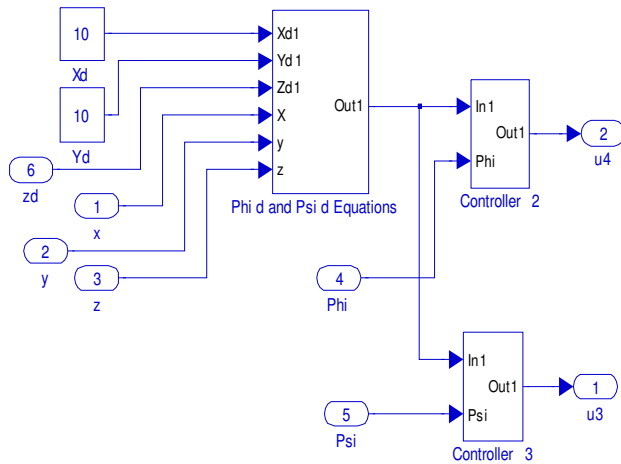 10
Xd
10
Yd
6
zd
1
x
2
y
3
z
Xd1
Yd1
Zd1
X
y
z
Out1
Phi d and Psi d Equations
4
Phi
In1
Phi
Out1
Controller 2
2
u4
5
Psi
In1
Psi
Out1
Controller 3
1
u3